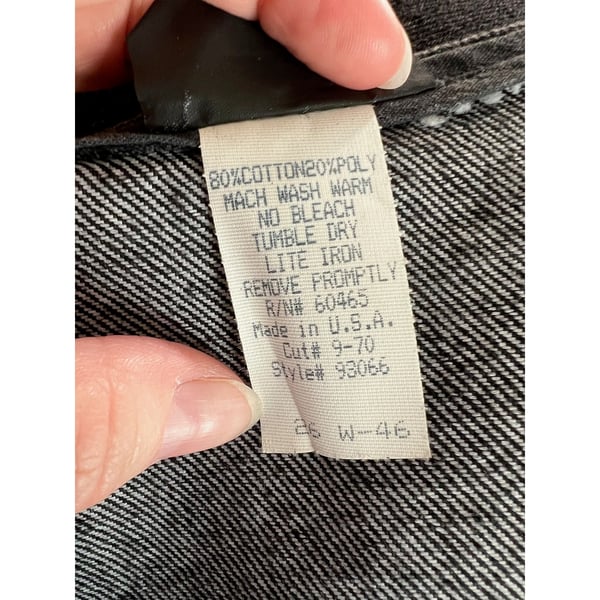 80%COTTON20%POLY
MACH WASH WARM
NO BLEACH
TUMBLE DRY
LITE IRON
REMOVE PROMPTLY
R/N# 60465
Made in U.S.A.
Cut# 9-70
Style# 93066
26 W-46